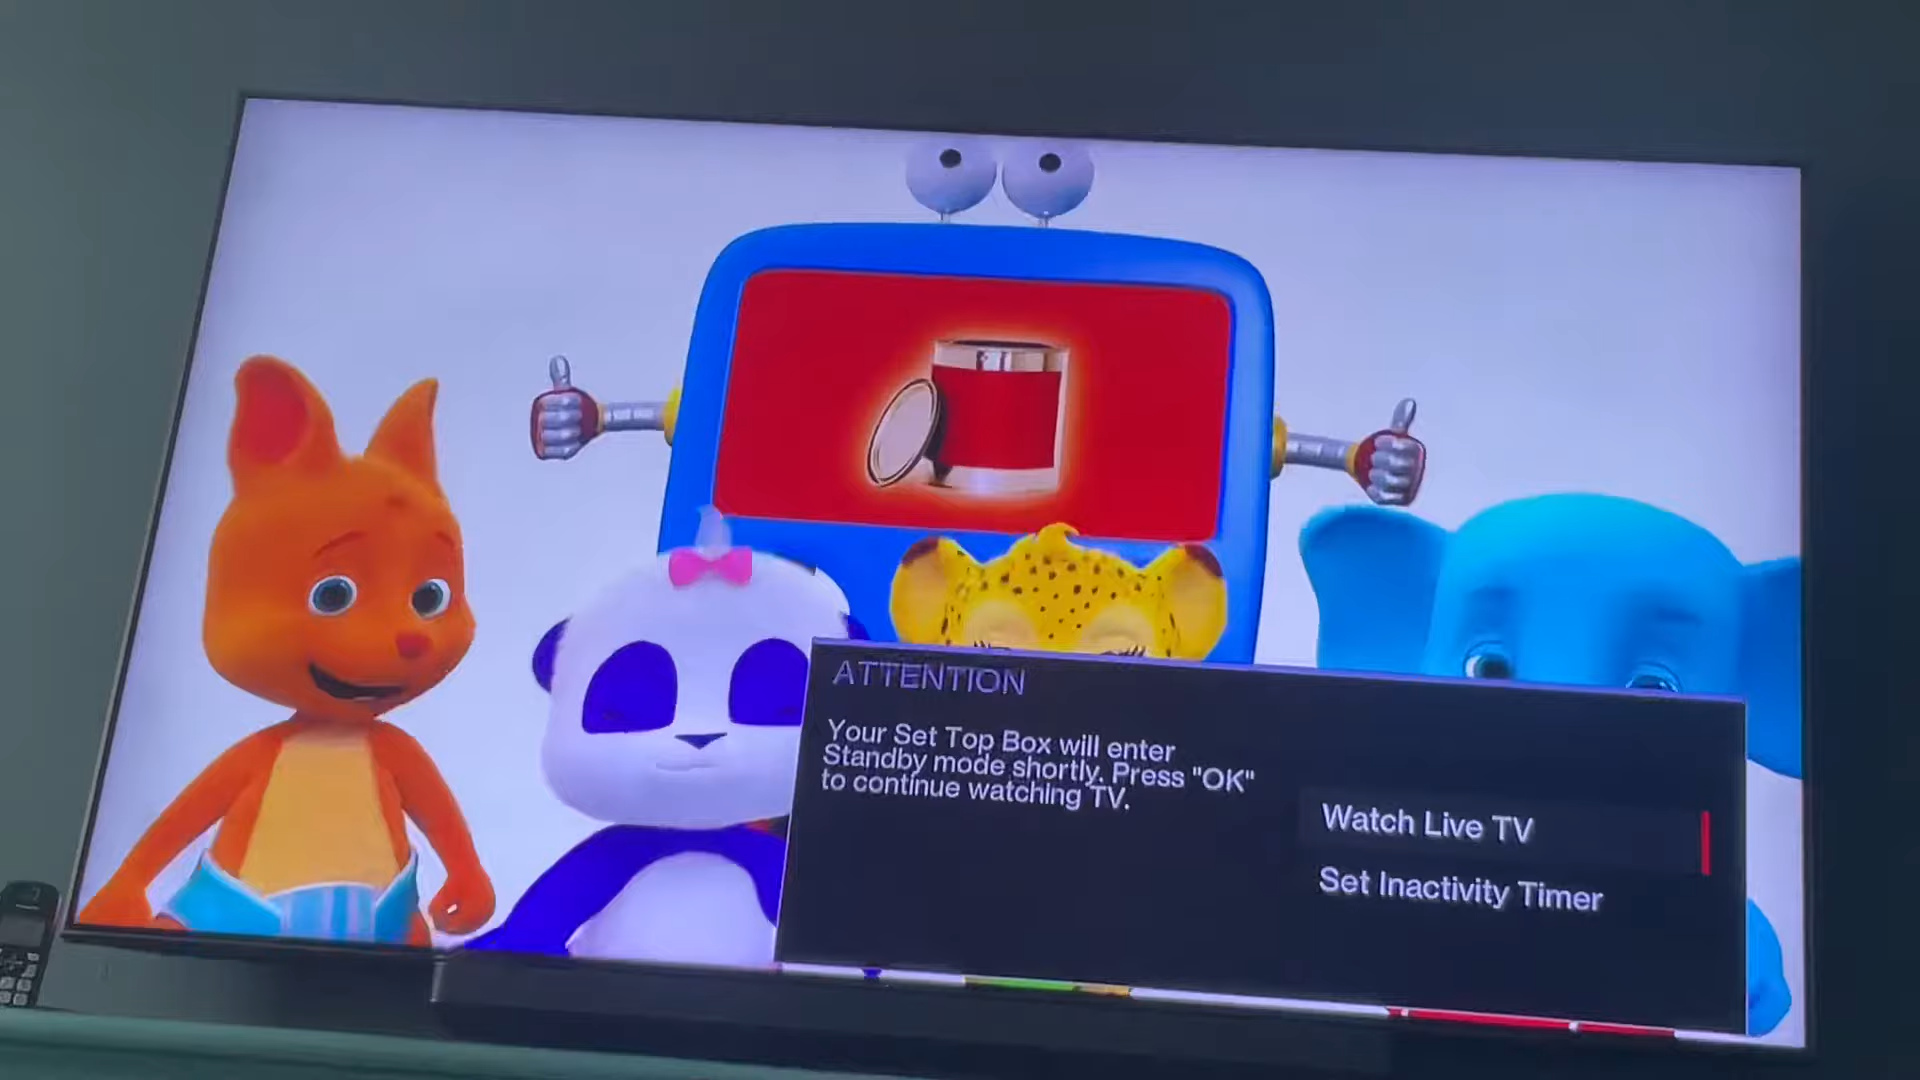 ATTENTION
Your Set Top Box will enter
Standby mode shortly. Press "OK"
to continue watching TV.
Watch Live TV
Set Inactivity Timer